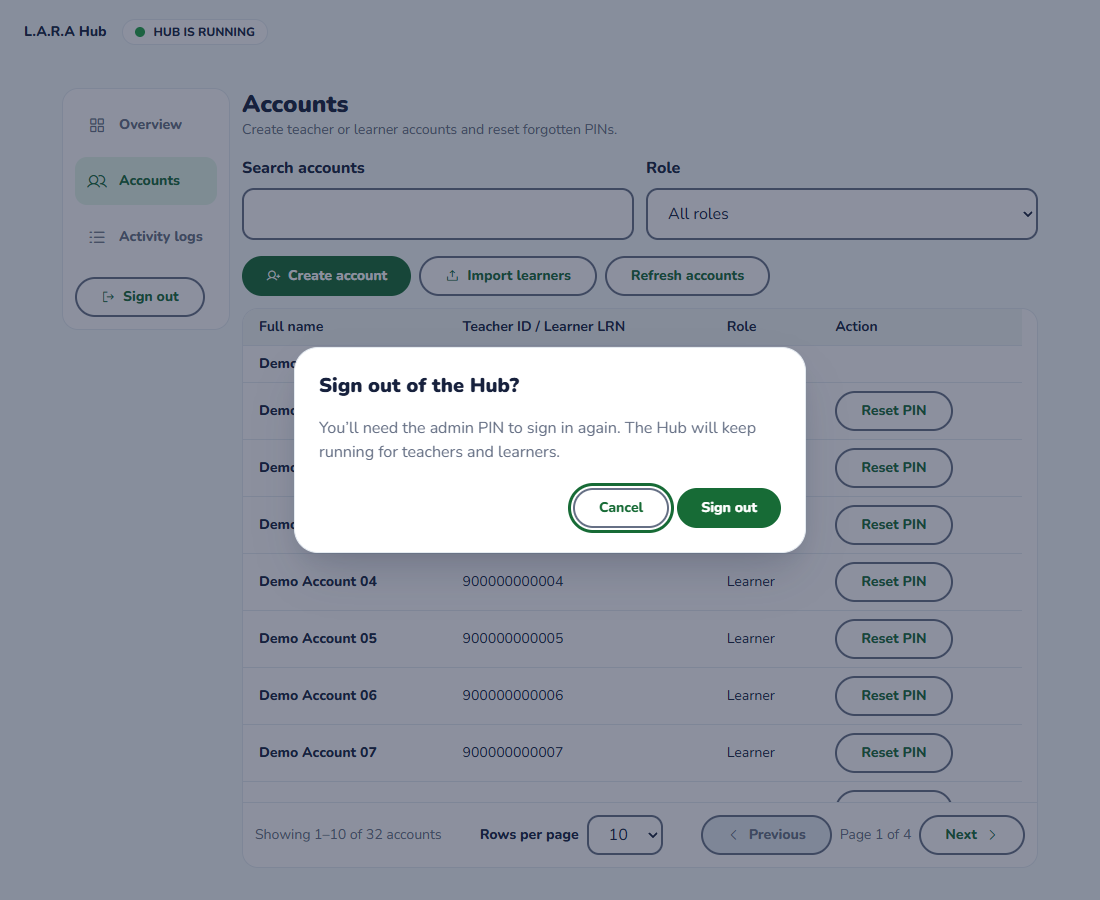 L.A.R.A Hub
HUB IS RUNNING
Overview
Accounts
Activity logs
Sign out
Accounts
Create teacher or learner accounts and reset forgotten PINs.
Search accounts
Role
All roles
Create account
Import learners
Refresh accounts
Full name Teacher ID / Learner LRN Role Action
Demo
Demo
Reset PIN
Demo
Reset PIN
Demo
Reset PIN
Sign out of the Hub?
You’ll need the admin PIN to sign in again. The Hub will keep
running for teachers and learners.
Cancel
Sign out
Demo Account 04 900000000004 Learner Reset PIN
Demo Account 05 900000000005 Learner Reset PIN
Demo Account 06 900000000006 Learner Reset PIN
Demo Account 07 900000000007 Learner Reset PIN
Showing 1–10 of 32 accounts
Rows per page 10
Previous
Page 1 of 4
Next